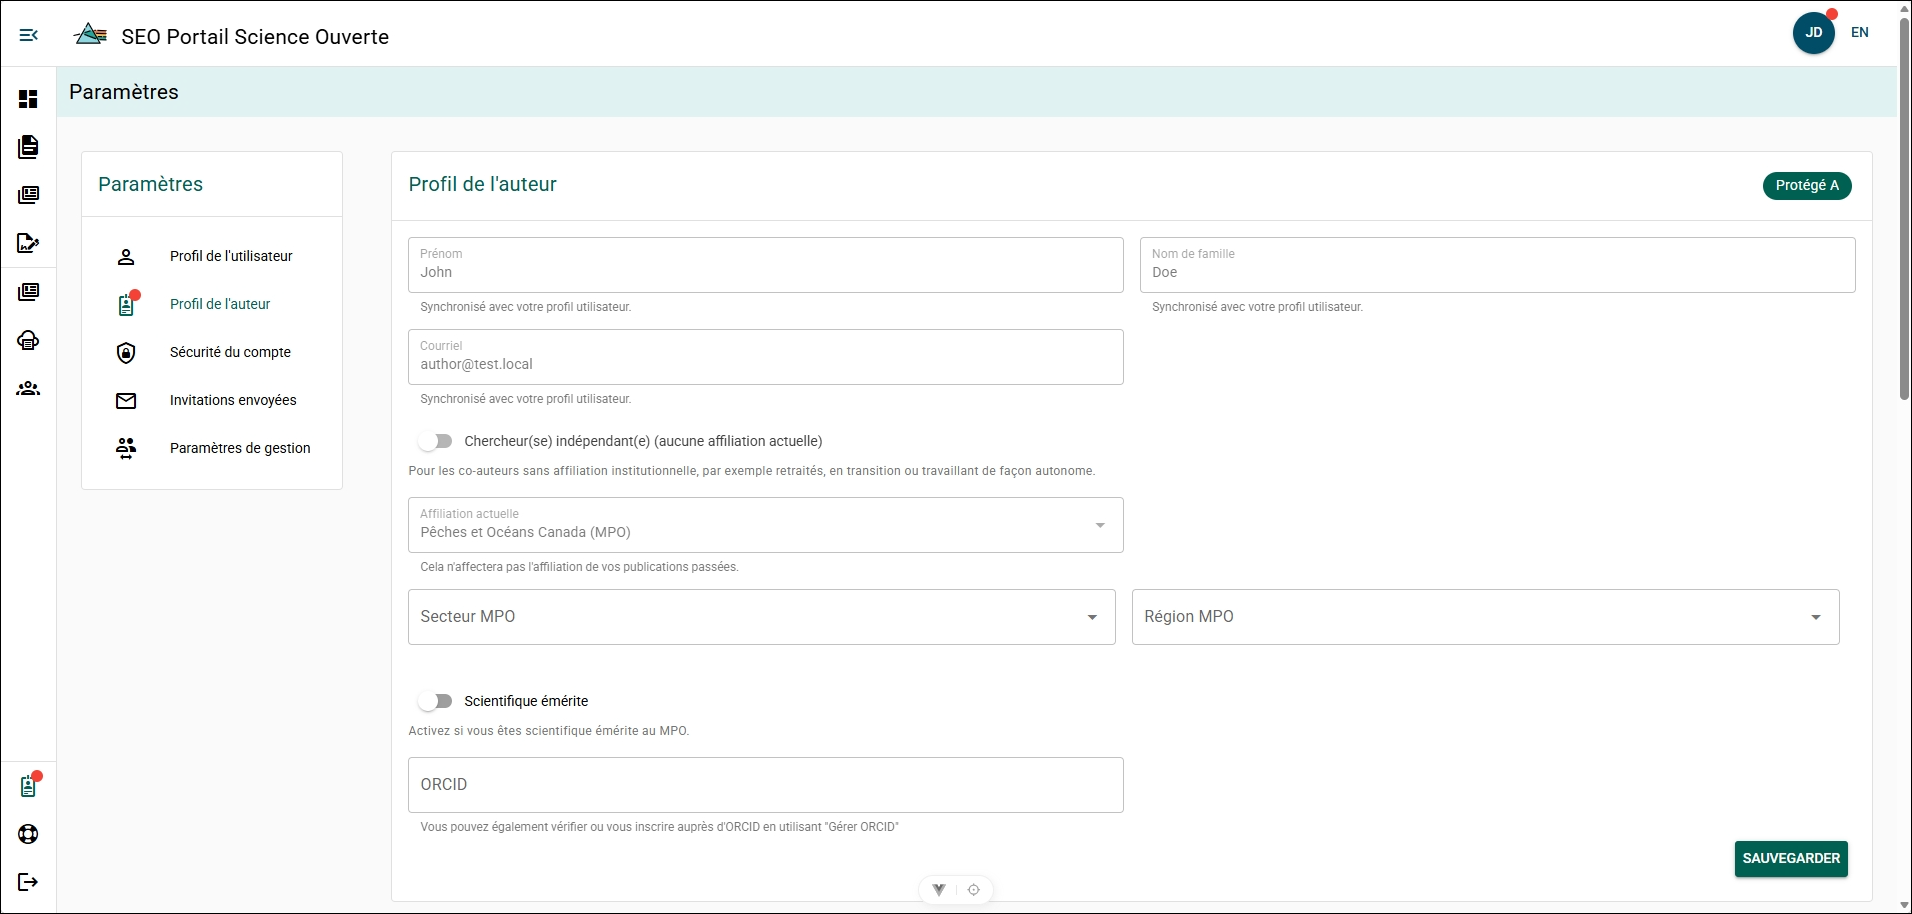 SEO Portail Science Ouverte
JD
EN
Paramètres
Paramètres
Profil de l'utilisateur
Profil de l'auteur
Sécurité du compte
Invitations envoyées
Paramètres de gestion
Profil de l'auteur
Protégé A
Prénom
John
Synchronisé avec votre profil utilisateur.
Nom de famille
Doe
Synchronisé avec votre profil utilisateur.
Courriel
author@test.local
Synchronisé avec votre profil utilisateur.
Chercheur(se) indépendant(e) (aucune affiliation actuelle)
Pour les co-auteurs sans affiliation institutionnelle, par exemple retraités, en transition ou travaillant de façon autonome.
Affiliation actuelle
Pêches et Océans Canada (MPO)
Cela n'affectera pas l'affiliation de vos publications passées.
Secteur MPO
Région MPO
Scientifique émérite
Activez si vous êtes scientifique émérite au MPO.
ORCID
Vous pouvez également vérifier ou vous inscrire auprès d'ORCID en utilisant "Gérer ORCID"
SAUVEGARDER